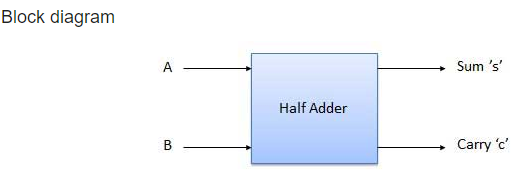 Block diagram
A
Sum ’s’
Half Adder
B
Carry ‘c’